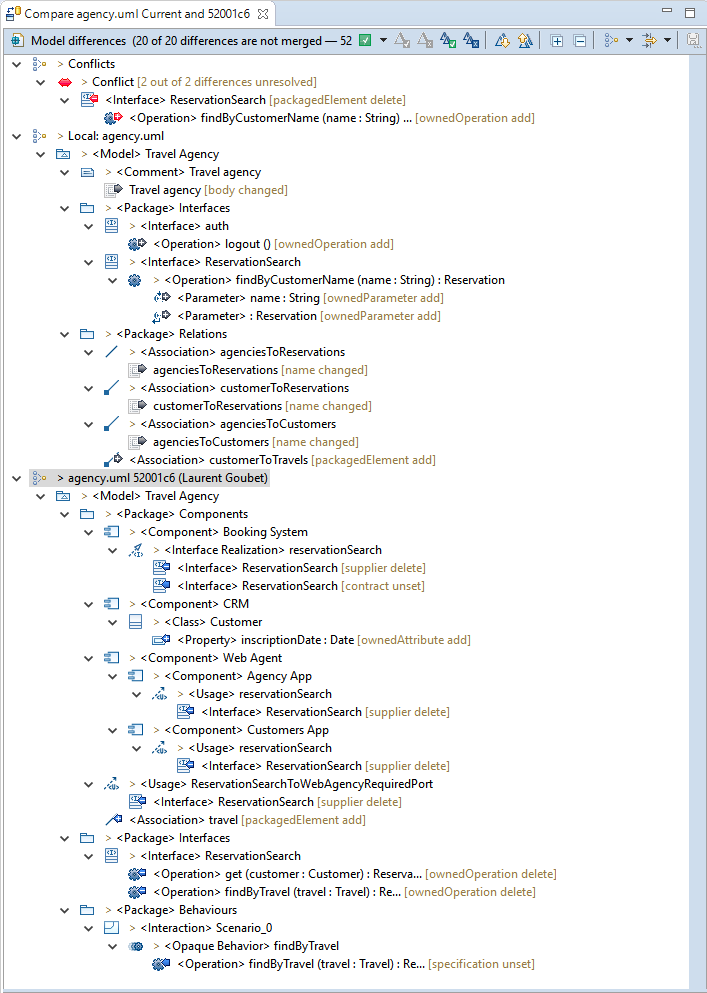 Compare agency.uml Current and 52001c6
Model differences (20 of 20 differences are not merged — 52
> Conflicts
> Conflict [2 out of 2 differences unresolved]
<Interface> ReservationSearch [packagedElement delete]
<Operation> findByCustomerName (name : String) ... [ownedOperation add]
> Local: agency.uml
> <Model> Travel Agency
> <Comment> Travel agency
Travel agency [body changed]
> <Package> Interfaces
> <Interface> auth
<Operation> logout () [ownedOperation add]
> <Interface> ReservationSearch
> <Operation> findByCustomerName (name : String) : Reservation
<Parameter> name : String [ownedParameter add]
<Parameter> : Reservation [ownedParameter add]
> <Package> Relations
> <Association> agenciesToReservations
agenciesToReservations [name changed]
> <Association> customerToReservations
customerToReservations [name changed]
> <Association> agenciesToCustomers
agenciesToCustomers [name changed]
<Association> customerToTravels [packagedElement add]
> agency.uml 52001c6 (Laurent Goubet)
> <Model> Travel Agency
> <Package> Components
> <Component> Booking System
> <Interface Realization> reservationSearch
<Interface> ReservationSearch [supplier delete]
<Interface> ReservationSearch [contract unset]
> <Component> CRM
> <Class> Customer
<Property> inscriptionDate : Date [ownedAttribute add]
> <Component> Web Agent
> <Component> Agency App
> <Usage> reservationSearch
<Interface> ReservationSearch [supplier delete]
> <Component> Customers App
> <Usage> reservationSearch
<Interface> ReservationSearch [supplier delete]
> <Usage> ReservationSearchToWebAgencyRequiredPort
<Interface> ReservationSearch [supplier delete]
<Association> travel [packagedElement add]
> <Package> Interfaces
> <Interface> ReservationSearch
<Operation> get (customer : Customer) : Reserva... [ownedOperation delete]
<Operation> findByTravel (travel : Travel) : Re... [ownedOperation delete]
> <Package> Behaviours
> <Interaction> Scenario_0
> <Opaque Behavior> findByTravel
<Operation> findByTravel (travel : Travel) : Re... [specification unset]